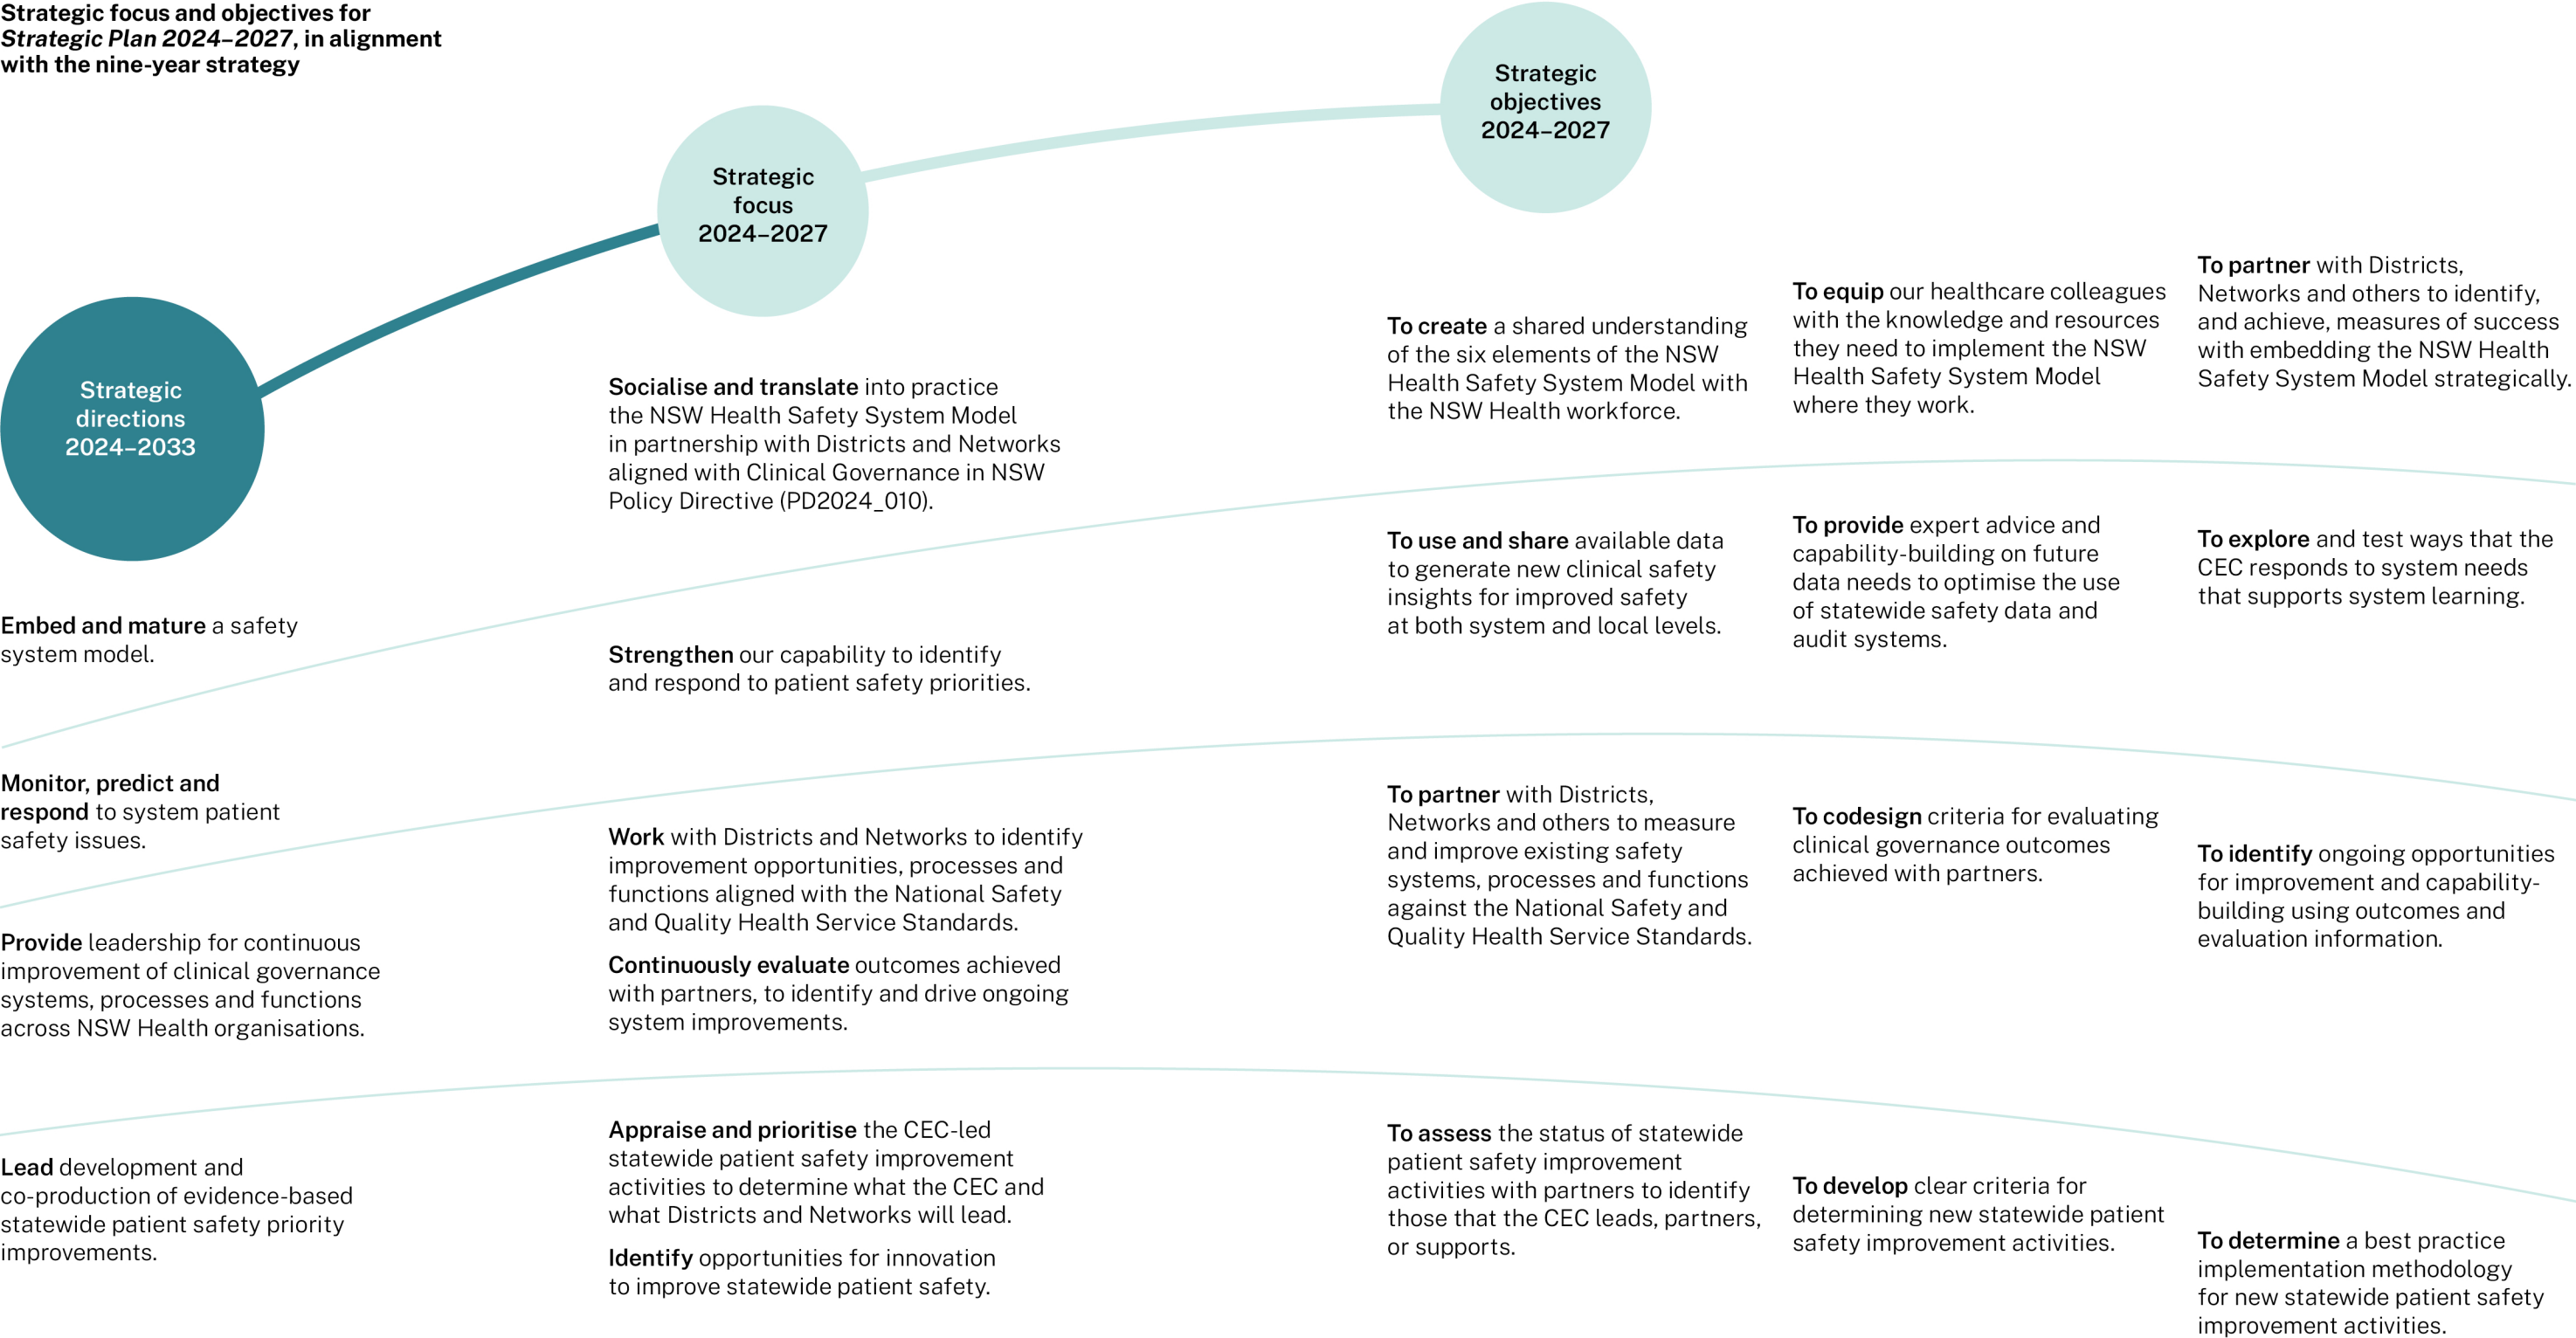 Strategic focus and objectives for
Strategic Plan 2024–2027, in alignment
with the nine-year strategy
Strategic
directions
2024–2033
Strategic
focus
2024–2027
Strategic
objectives
2024–2027
Embed and mature a safety
system model.
Socialise and translate into practice
the NSW Health Safety System Model
in partnership with Districts and Networks
aligned with Clinical Governance in NSW
Policy Directive (PD2024_010).
To create a shared understanding
of the six elements of the NSW
Health Safety System Model with
the NSW Health workforce.
To equip our healthcare colleagues
with the knowledge and resources
they need to implement the NSW
Health Safety System Model
where they work.
To partner with Districts,
Networks and others to identify,
and achieve, measures of success
with embedding the NSW Health
Safety System Model strategically.
Monitor, predict and
respond to system patient
safety issues.
Strengthen our capability to identify
and respond to patient safety priorities.
To use and share available data
to generate new clinical safety
insights for improved safety
at both system and local levels.
To provide expert advice and
capability-building on future
data needs to optimise the use
of statewide safety data and
audit systems.
To explore and test ways that the
CEC responds to system needs
that supports system learning.
Provide leadership for continuous
improvement of clinical governance
systems, processes and functions
across NSW Health organisations.
Work with Districts and Networks to identify
improvement opportunities, processes and
functions aligned with the National Safety
and Quality Health Service Standards.
Continuously evaluate outcomes achieved
with partners, to identify and drive ongoing
system improvements.
To partner with Districts,
Networks and others to measure
and improve existing safety
systems, processes and functions
against the National Safety and
Quality Health Service Standards.
To codesign criteria for evaluating
clinical governance outcomes
achieved with partners.
To identify ongoing opportunities
for improvement and capability-
building using outcomes and
evaluation information.
Lead development and
co-production of evidence-based
statewide patient safety priority
improvements.
Appraise and prioritise the CEC-led
statewide patient safety improvement
activities to determine what the CEC and
what Districts and Networks will lead.
Identify opportunities for innovation
to improve statewide patient safety.
To assess the status of statewide
patient safety improvement
activities with partners to identify
those that the CEC leads, partners,
or supports.
To develop clear criteria for
determining new statewide patient
safety improvement activities.
To determine a best practice
implementation methodology
for new statewide patient safety
improvement activities.